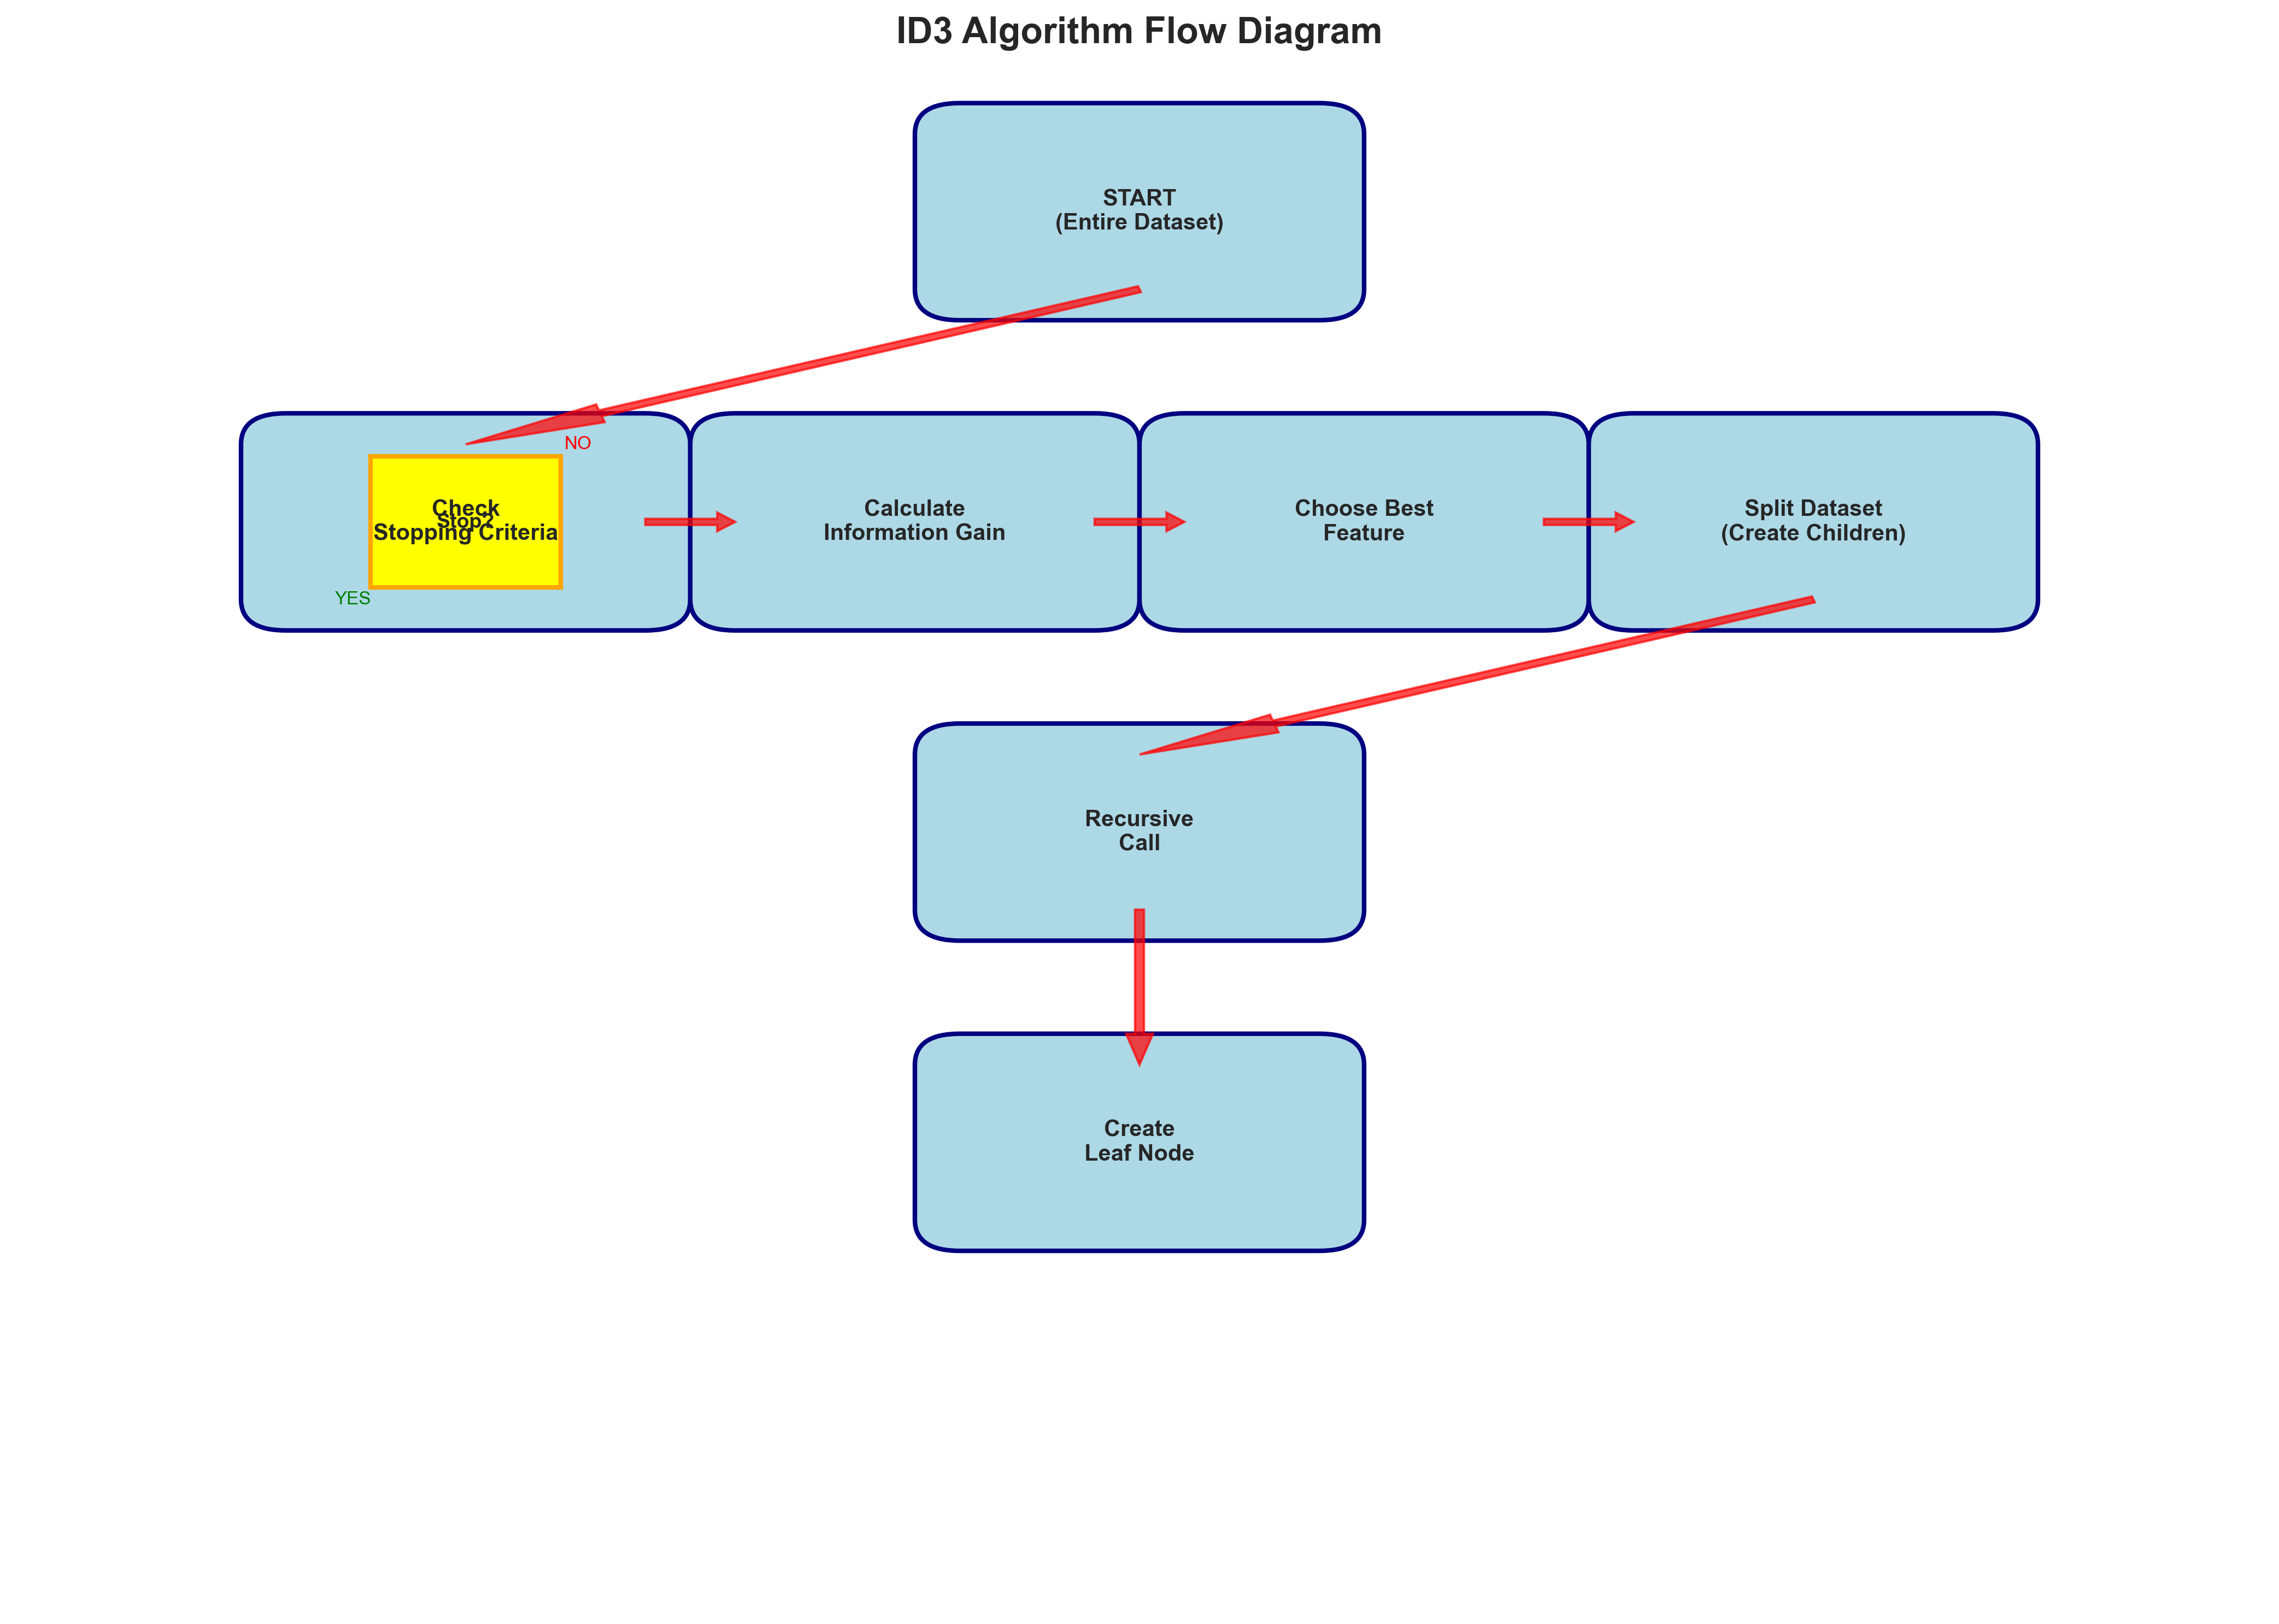 ID3 Algorithm Flow Diagram
START
(Entire Dataset)
NO
Check
Stop?
Stopping Criteria
YES
Calculate
Information Gain
Choose Best
Feature
Split Dataset
(Create Children)
Recursive
Call
Create
Leaf Node